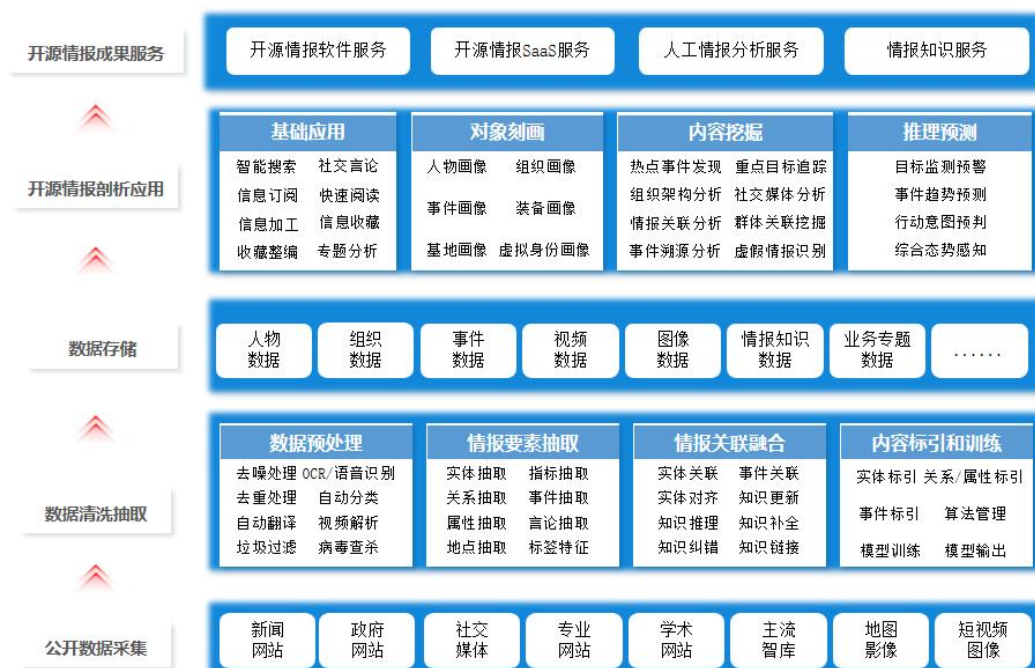 开源情报成果服务
开源情报软件服务
开源情报SaaS服务
人工情报分析服务
情报知识服务
开源情报剖析应用
基础应用
智能搜索 社交言论
信息订阅 快速阅读
信息加工 信息收藏
收藏整编 专题分析
对象刻画
人物画像 组织画像
事件画像 装备画像
基地画像 虚拟身份画像
内容挖掘
热点事件发现 重点目标追踪
组织架构分析 社交媒体分析
情报关联分析 群体关联挖掘
事件溯源分析 虚假情报识别
推理预测
目标监测预警
事件趋势预测
行动意图预判
综合态势感知
数据存储
人物
数据
组织
数据
事件
数据
视频
数据
图像
数据
情报知识
数据
业务专题
数据
......
数据清洗抽取
数据预处理
去噪处理 OCR/语音识别
去重处理 自动分类
自动翻译 视频解析
垃圾过滤 病毒查杀
情报要素抽取
实体抽取 指标抽取
关系抽取 事件抽取
属性抽取 言论抽取
地点抽取 标签特征
情报关联融合
实体关联 事件关联
实体对齐 知识更新
知识推理 知识补全
知识纠错 知识链接
内容标引和训练
实体标引 关系/属性标引
事件标引 算法管理
模型训练 模型输出
公开数据采集
新闻
网站
政府
网站
社交
媒体
专业
网站
学术
网站
主流
智库
地图
影像
短视频
图像